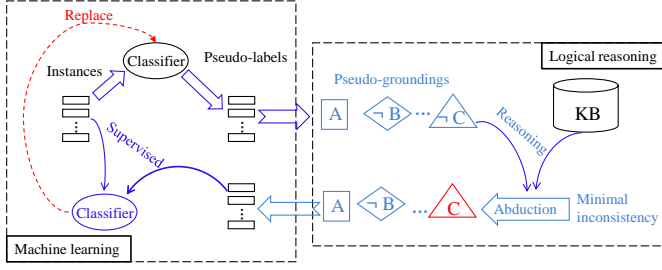 Replace
Classifier
Pseudo-labels
Instances
Supervised
Classifier
Machine learning
Logical reasoning
Pseudo-groundings
A
¬ B
...
¬ C
Reasoning
KB
A
¬ B
...
C
Abduction
Minimal
inconsistency